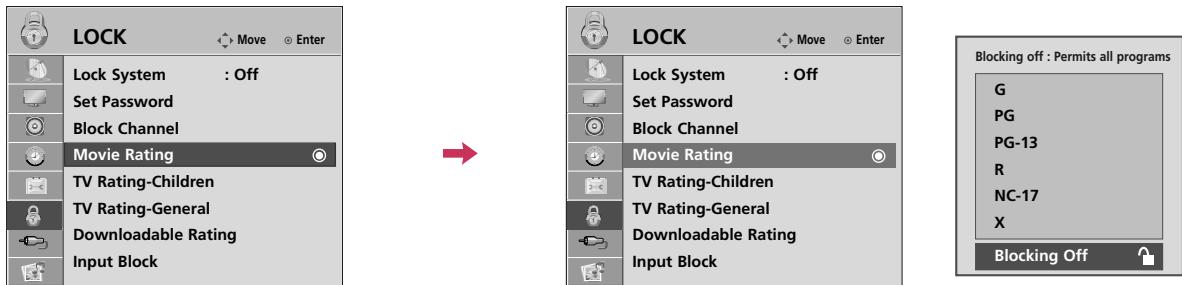 LOCK Move Enter
Lock System : Off
Set Password
Block Channel
Movie Rating
TV Rating-Children
TV Rating-General
Downloadable Rating
Input Block
LOCK Move Enter
Lock System : Off
Set Password
Block Channel
Movie Rating
TV Rating-Children
TV Rating-General
Downloadable Rating
Input Block
Blocking off : Permits all programs
G
PG
PG-13
R
NC-17
X
Blocking Off